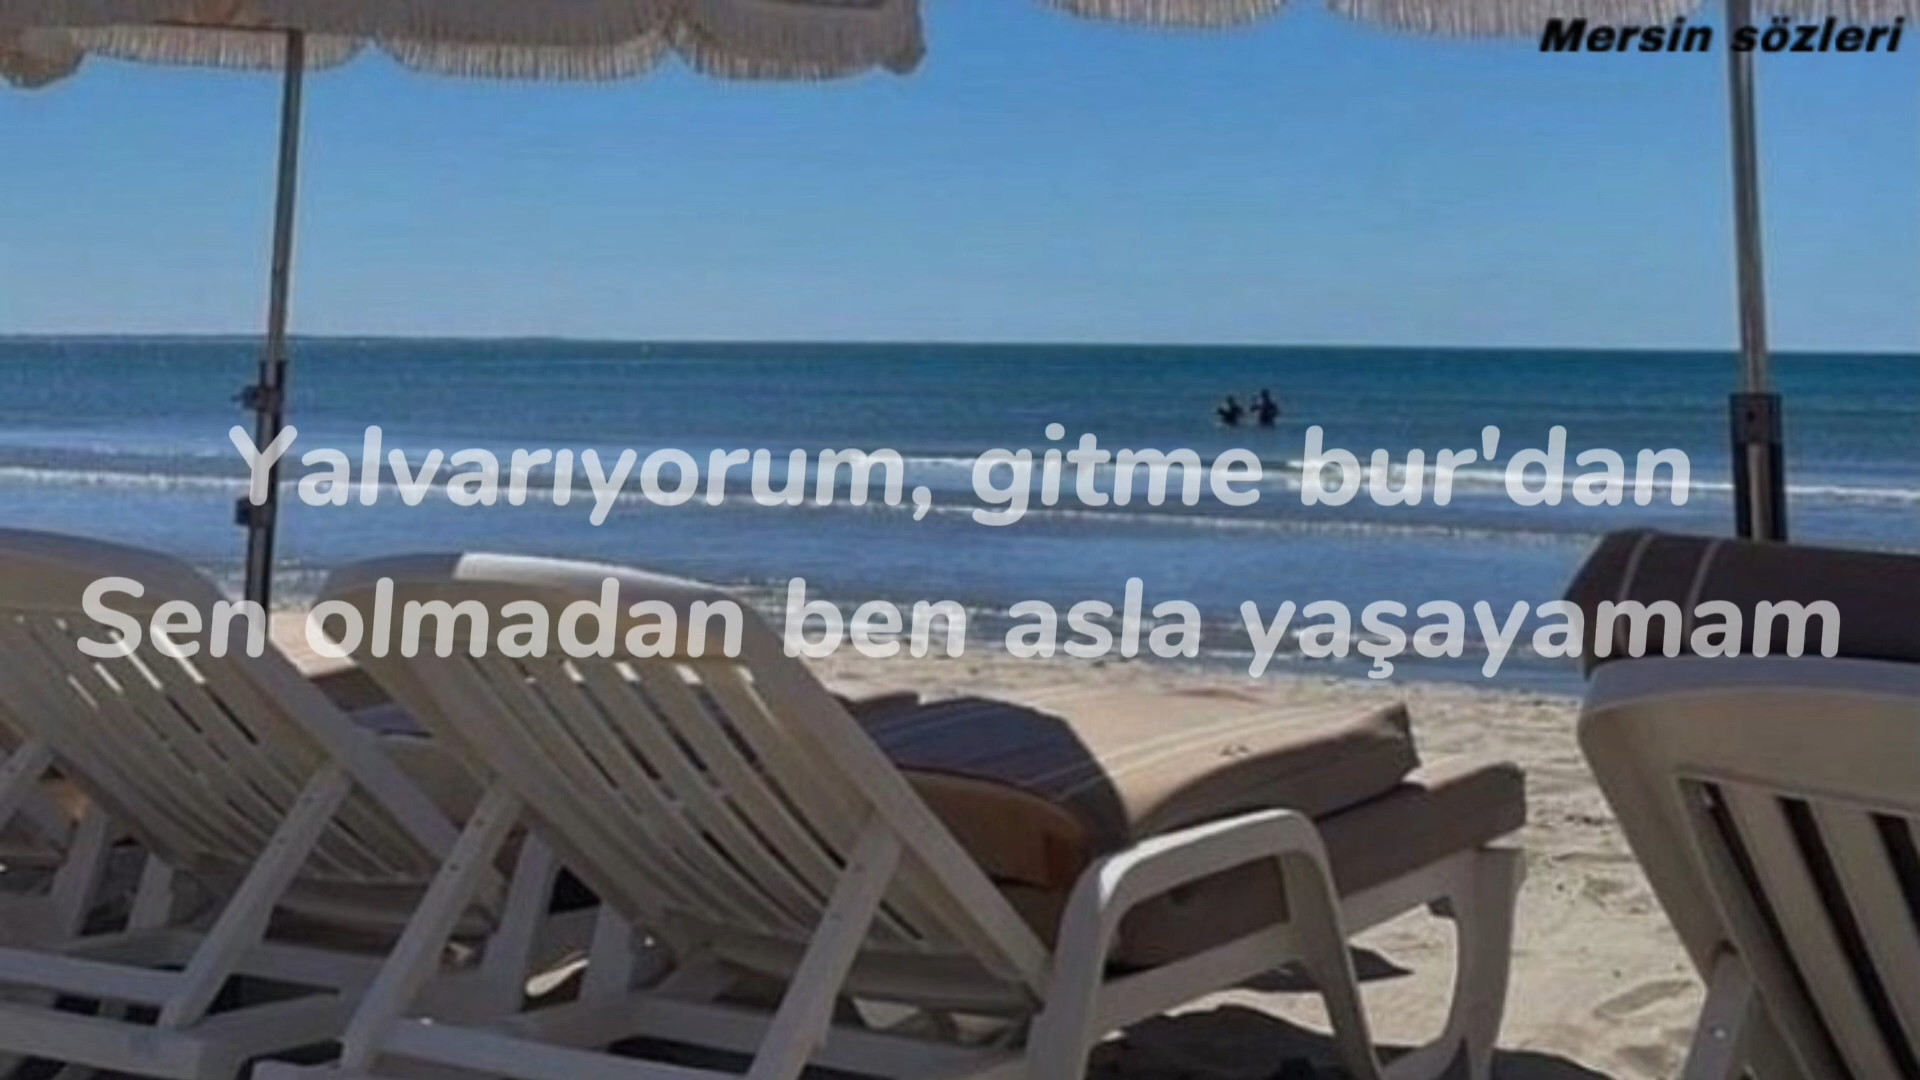 Mersin sözleri
Yalvarıyorum, gitme bur'dan
Sen olmadan ben asla yaşayamam